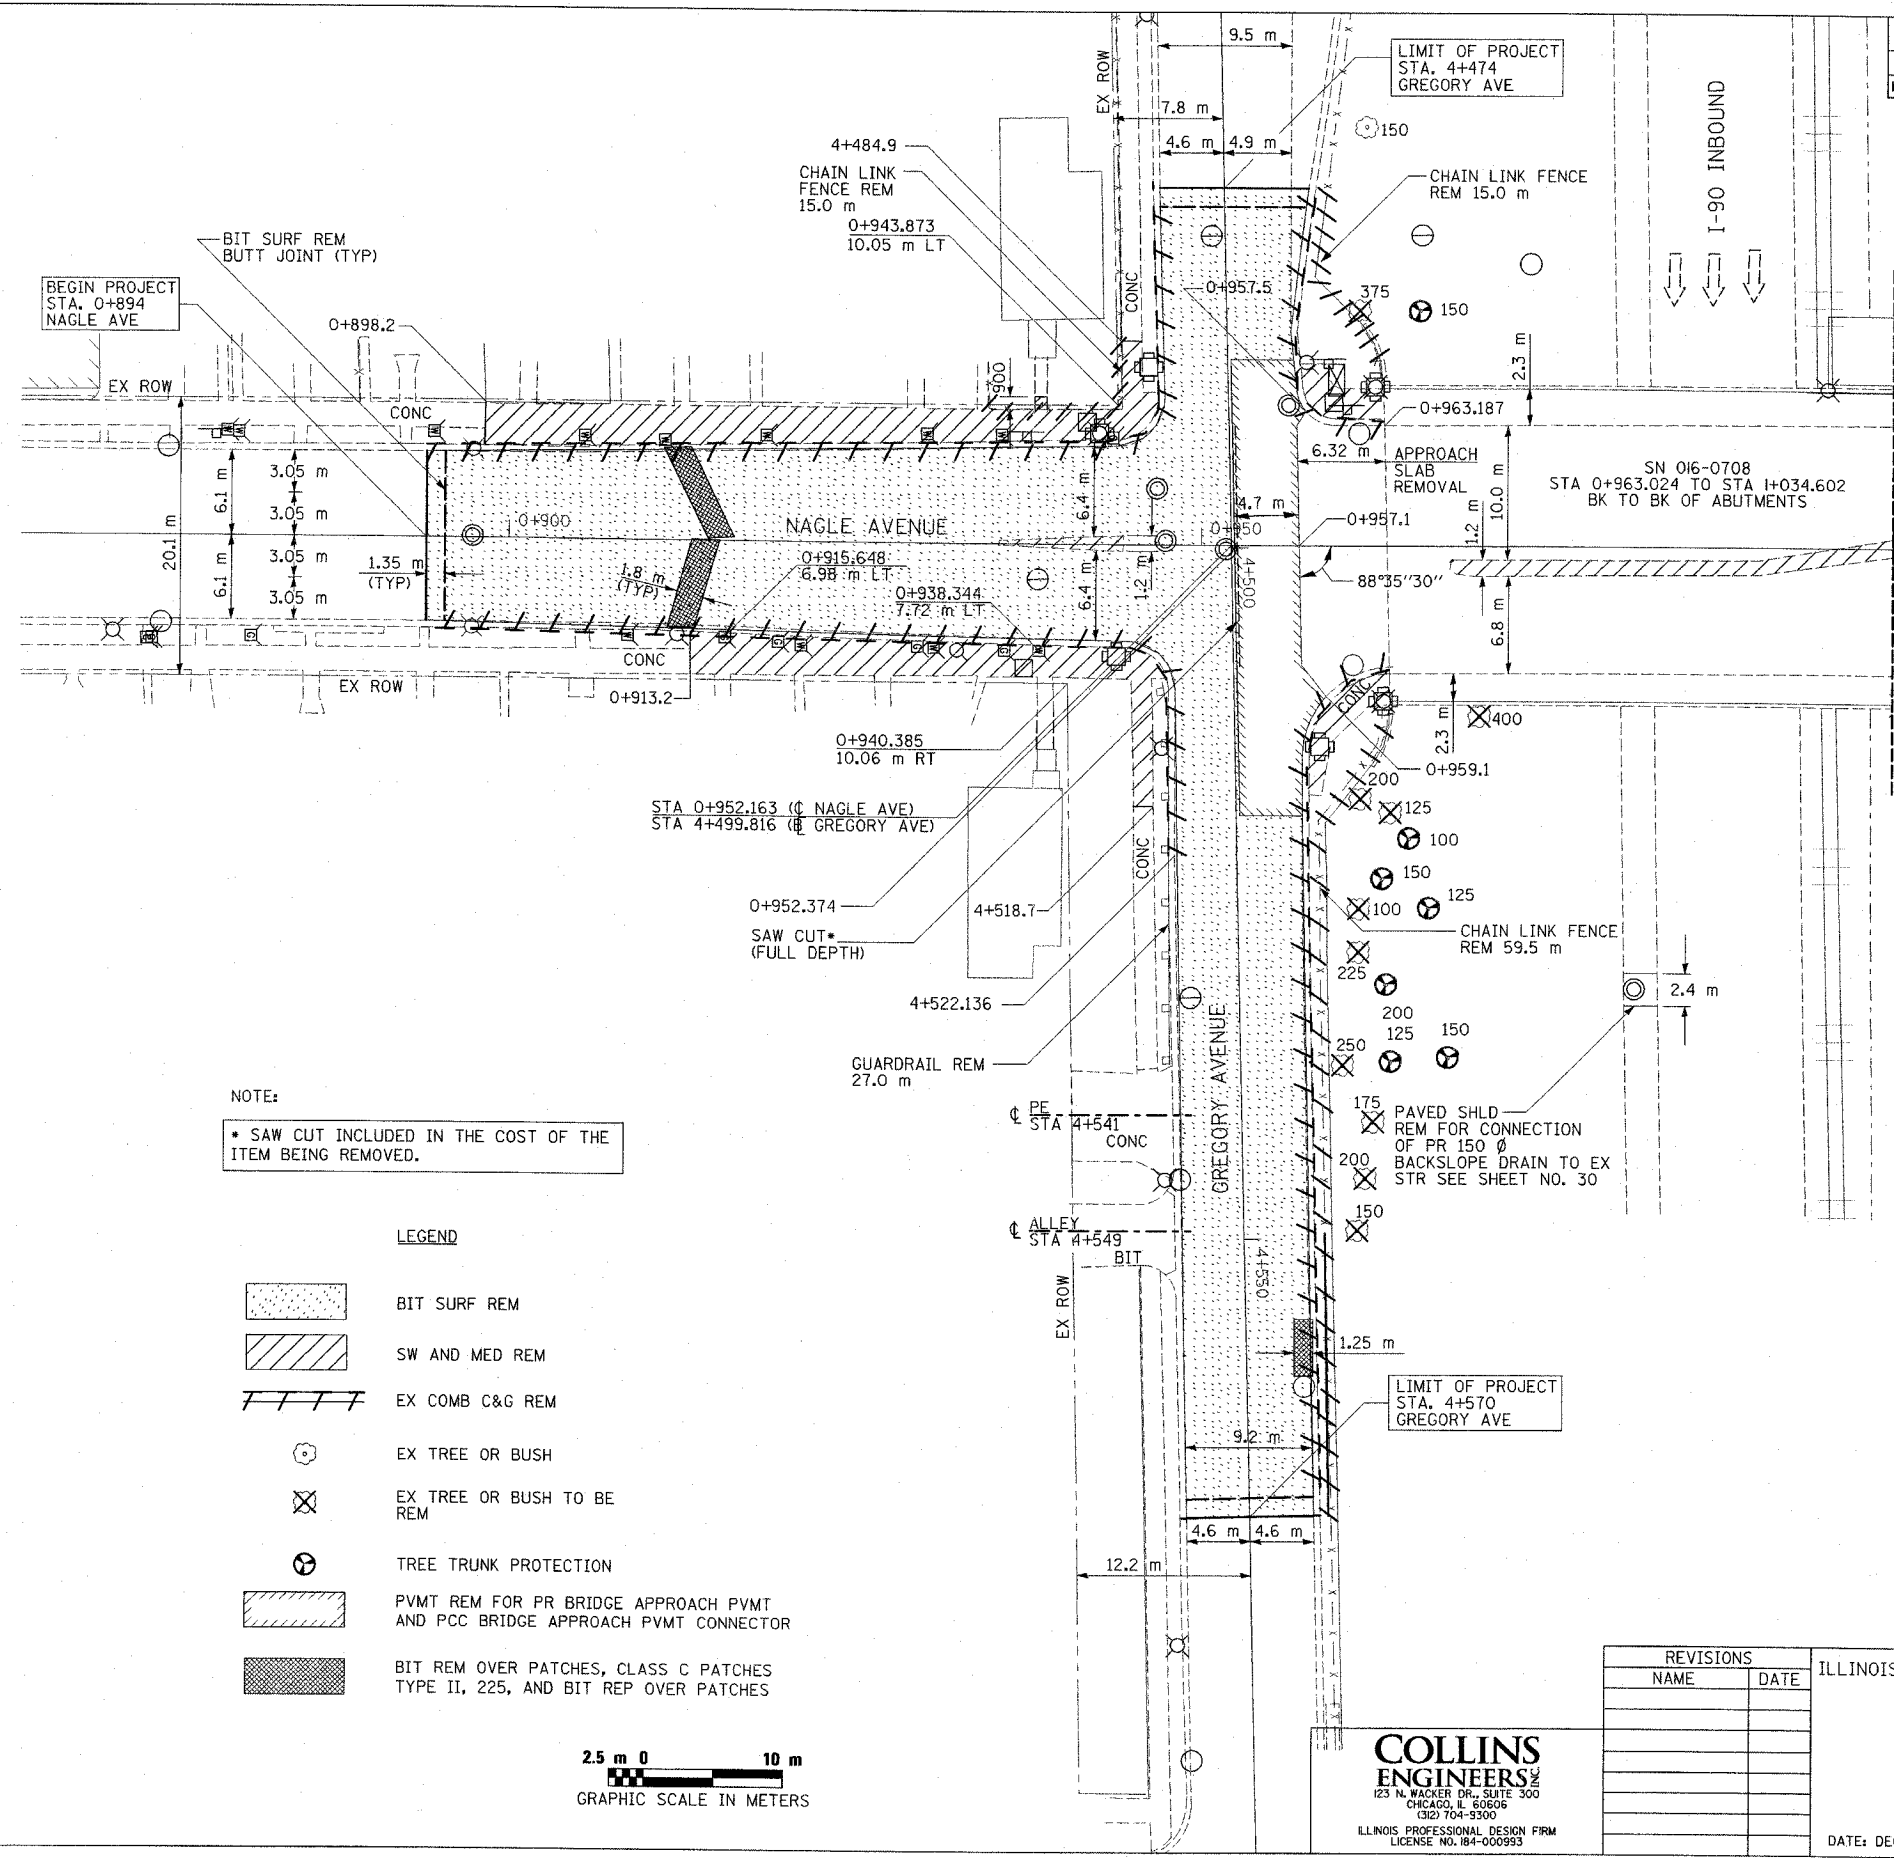 9.5 m
EX ROW
LIMIT OF PROJECT
STA. 4+474
GREGORY AVE
7.8 m
4.6 m
4.9 m
150
I-90 INBOUND
4+484.9
CHAIN LINK
FENCE REM
15.0 m
CHAIN LINK FENCE
REM 15.0 m
0+943.873
10.05 m LT
BIT SURF REM
BUTT JOINT (TYP)
BEGIN PROJECT
STA. 0+894
NAGLE AVE
0+898.2
CONC
0+957.5
375
150
2.3 m
EX ROW
CONC
900
0+963.187
6.32 m
APPROACH
SLAB
REMOVAL
10.0 m
SN 016-0708
STA 0+963.024 TO STA 1+034.602
BK TO BK OF ABUTMENTS
20.1 m
6.1 m
3.05 m
3.05 m
0+900
NAGLE AVENUE
6.4 m
4.7 m
0+950
0+957.1
1.2 m
6.1 m
3.05 m
3.05 m
1.35 m
(TYP)
1.8 m
(TYP)
0+915.648
6.98 m LT
0+938.344
7.72 m LT
6.4 m
1.2 m
4+500
88°35"30"
6.8 m
CONC
EX ROW
0+913.2
CONC
2.3 m
400
0+959.1
0+940.385
10.06 m RT
200
125
STA 0+952.163 (℄ NAGLE AVE)
STA 4+499.816 (B GREGORY AVE)
100
CONC
150
125
100
0+952.374
4+518.7
SAW CUT*
(FULL DEPTH)
CHAIN LINK FENCE
REM 59.5 m
225
2.4 m
4+522.136
200
GREGORY AVENUE
125
150
250
GUARDRAIL REM
27.0 m
NOTE:
* SAW CUT INCLUDED IN THE COST OF THE
ITEM BEING REMOVED.
℄ PE
STA 4+541
CONC
175
PAVED SHLD
REM FOR CONNECTION
OF PR 150 Ø
BACKSLOPE DRAIN TO EX
STR SEE SHEET NO. 30
200
150
℄ ALLEY
STA 4+549
BIT
4+550
EX ROW
1.25 m
LIMIT OF PROJECT
STA. 4+570
GREGORY AVE
9.2 m
4.6 m
4.6 m
12.2 m
LEGEND
BIT SURF REM
SW AND MED REM
EX COMB C&G REM
EX TREE OR BUSH
EX TREE OR BUSH TO BE
REM
TREE TRUNK PROTECTION
PVMT REM FOR PR BRIDGE APPROACH PVMT
AND PCC BRIDGE APPROACH PVMT CONNECTOR
BIT REM OVER PATCHES, CLASS C PATCHES
TYPE II, 225, AND BIT REP OVER PATCHES
2.5 m 0 10 m
GRAPHIC SCALE IN METERS
COLLINS
ENGINEERS INC.
123 N. WACKER DR., SUITE 300
CHICAGO, IL 60606
(312) 704-9300
ILLINOIS PROFESSIONAL DESIGN FIRM
LICENSE NO. 184-000993
REVISIONS
NAME DATE
ILLINOIS
DATE: DE